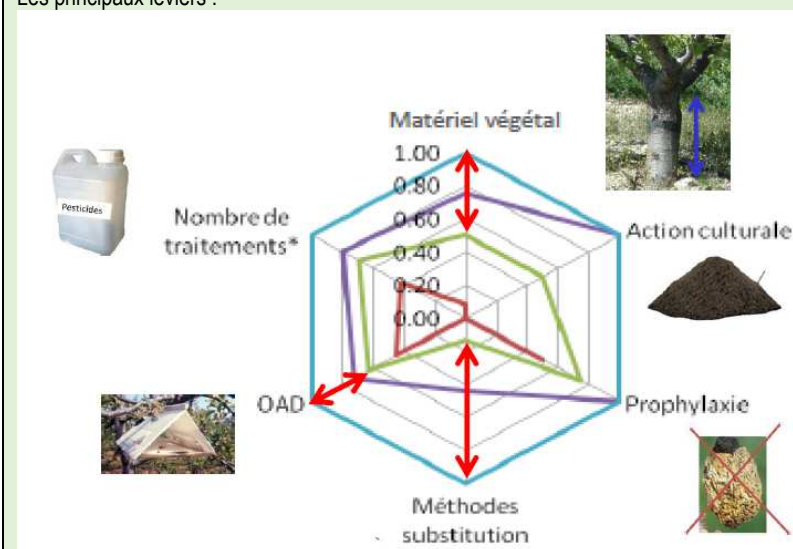 Les principaux leviers :
Matériel végétal
1.00
0.80
0.60
0.40
0.20
0.00
Pesticides
Nombre de
traitements*
Action culturale
OAD
Prophylaxie
Méthodes
substitution